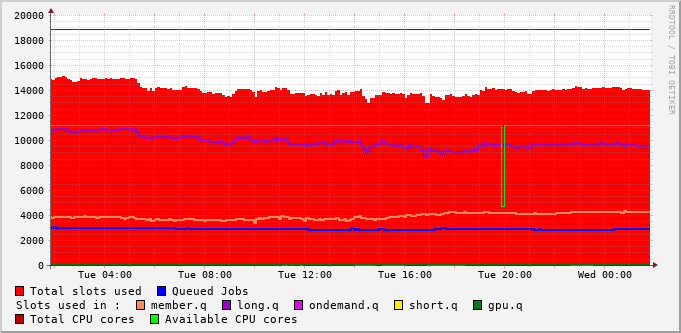 20000
18000
16000
14000
12000
10000
8000
6000
4000
2000
0
Tue 04:00 Tue 08:00 Tue 12:00 Tue 16:00 Tue 20:00 Wed 00:00
RRDTOOL / TOBI OETIKER
Total slots used Queued Jobs
Slots used in : member.q long.q ondemand.q short.q gpu.q
Total CPU cores Available CPU cores